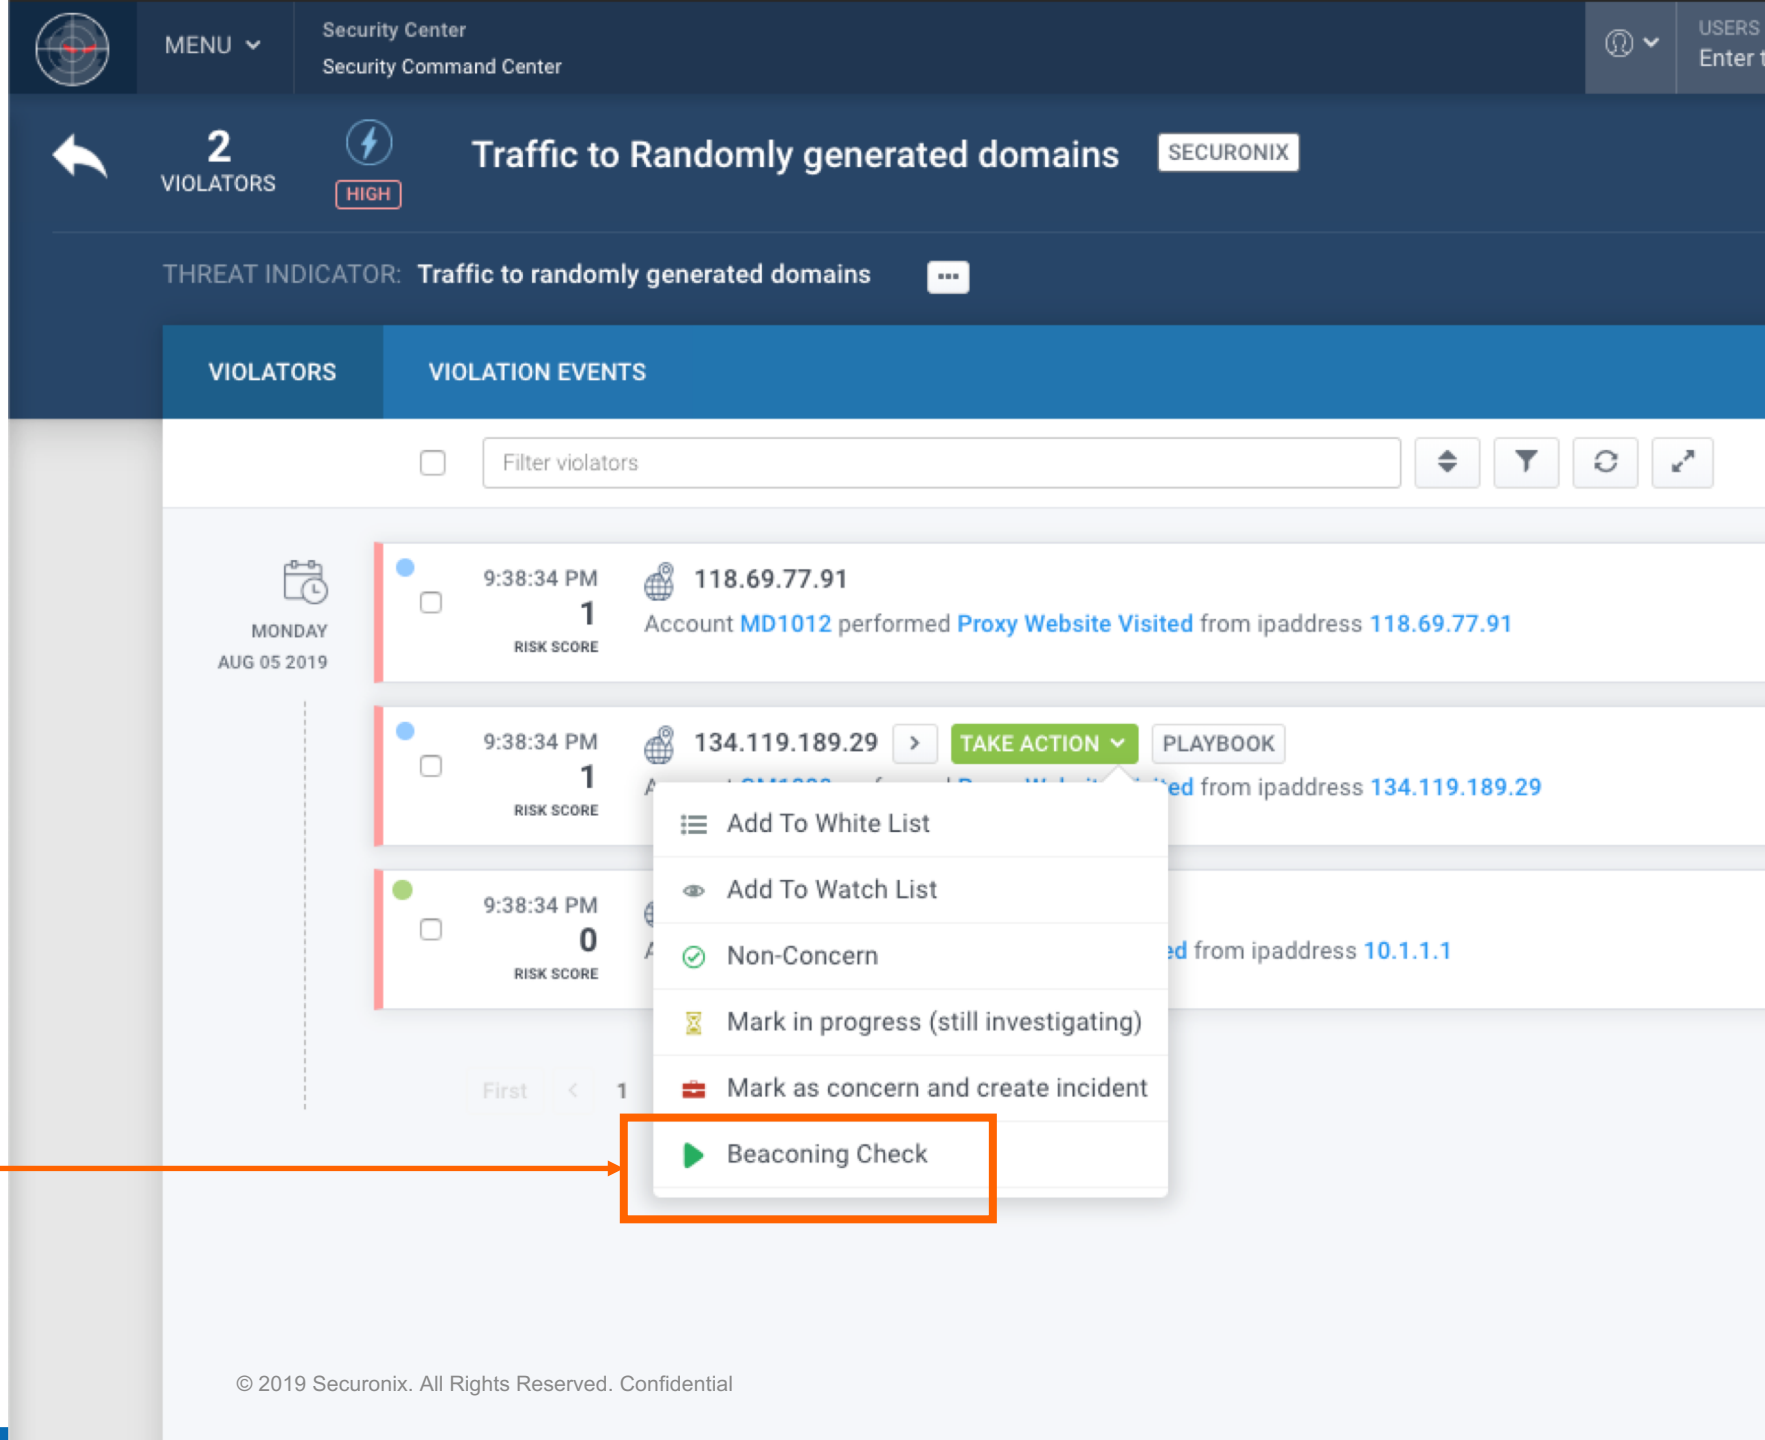 MENU
Security Center
Security Command Center
USERS
Enter
2
VIOLATORS
HIGH
Traffic to Randomly generated domains
SECURONIX
THREAT INDICATOR: Traffic to randomly generated domains
VIOLATORS
VIOLATION EVENTS
Filter violators
MONDAY
AUG 05 2019
9:38:34 PM
1
RISK SCORE
118.69.77.91
Account MD1012 performed Proxy Website Visited from ipaddress 118.69.77.91
9:38:34 PM
1
RISK SCORE
134.119.189.29
TAKE ACTION
PLAYBOOK
from ipaddress 134.119.189.29
9:38:34 PM
0
RISK SCORE
from ipaddress 10.1.1.1
Add To White List
Add To Watch List
Non-Concern
Mark in progress (still investigating)
Mark as concern and create incident
Beaconing Check
First < 1
© 2019 Securonix. All Rights Reserved. Confidential